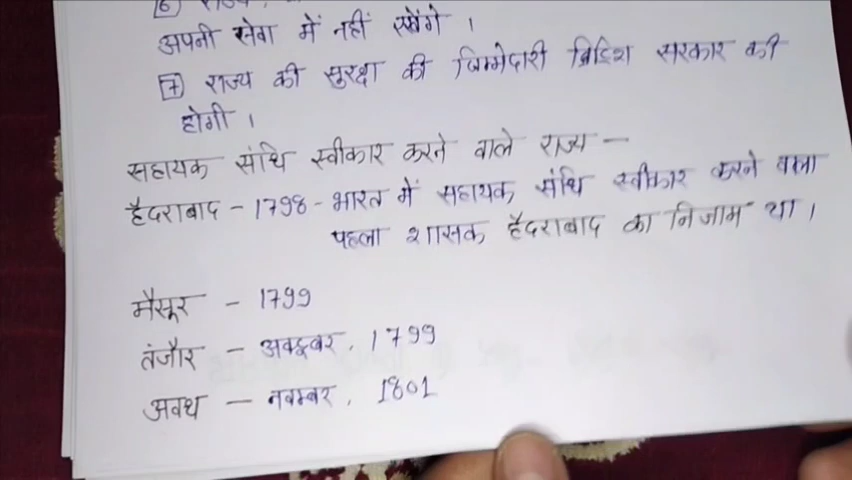 6 राज्य
अपनी सेवा में नहीं रखेंगे ।
7 राज्य की सुरक्षा की जिम्मेदारी ब्रिटिश सरकार की
होगी ।
सहायक संधि स्वीकार करने वाले राज्य –
हैदराबाद – 1798 – भारत में सहायक संधि स्वीकार करने वाला
पहला शासक हैदराबाद का निजाम था ।
मैसूर – 1799
तंजौर – अक्टूबर, 1799
अवध – नवम्बर, 1801